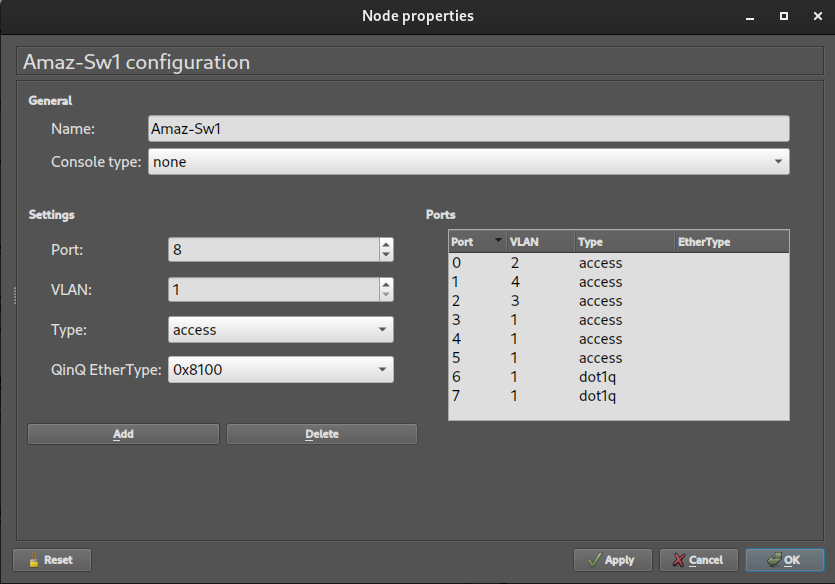 Node properties
Amaz-Sw1 configuration
General
Name: Amaz-Sw1
Console type: none
Settings
Port: 8
VLAN: 1
Type: access
QinQ EtherType: 0x8100
Add Delete
Ports
Port VLAN Type EtherType
0 2 access
1 4 access
2 3 access
3 1 access
4 1 access
5 1 access
6 1 dot1q
7 1 dot1q
Reset Apply Cancel OK